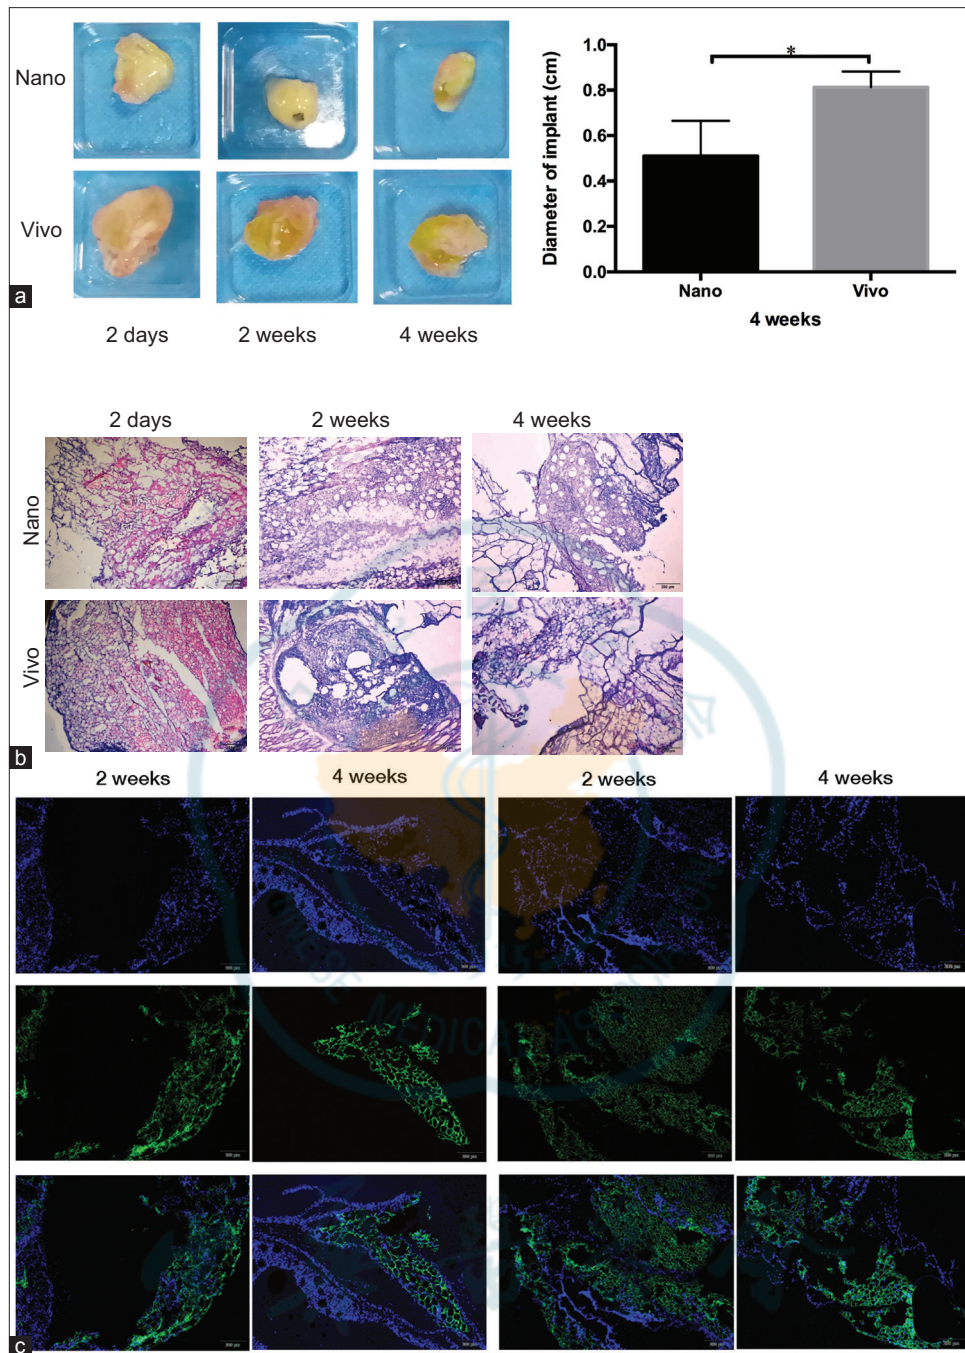 Nano
Vivo
2 days
2 weeks
4 weeks
a
1.0
0.8
0.6
0.4
0.2
0.0
Diameter of implant (cm)
*
Nano
Vivo
4 weeks
2 days
2 weeks
4 weeks
Nano
Vivo
b
2 weeks
4 weeks
2 weeks
4 weeks
c
MEDICAL ASSOCIATION